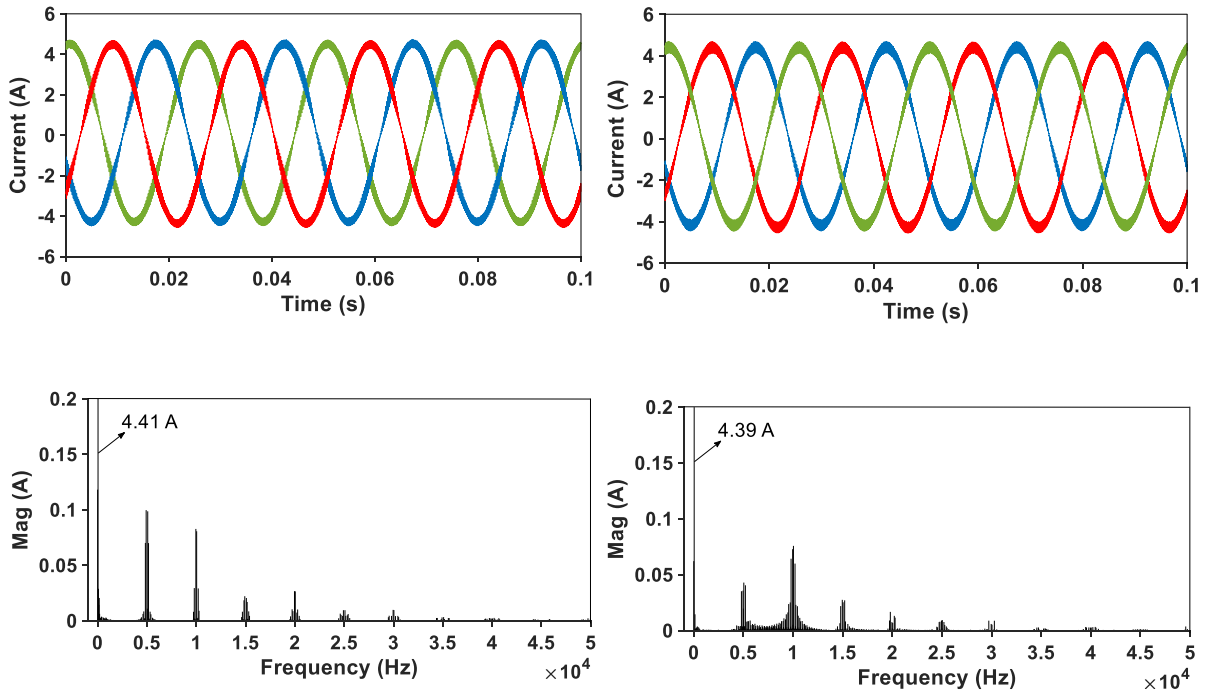 6
4
2
0
-2
-4
-6
Current (A)
0 0.02 0.04 0.06 0.08 0.1
Time (s)
6
4
2
0
-2
-4
-6
Current (A)
0 0.02 0.04 0.06 0.08 0.1
Time (s)
0.2
0.15
0.1
0.05
0
Mag (A)
4.41 A
0 0.5 1 1.5 2 2.5 3 3.5 4 4.5 5
Frequency (Hz)
×10⁴
0.2
0.15
0.1
0.05
0
Mag (A)
4.39 A
0 0.5 1 1.5 2 2.5 3 3.5 4 4.5 5
Frequency (Hz)
×10⁴